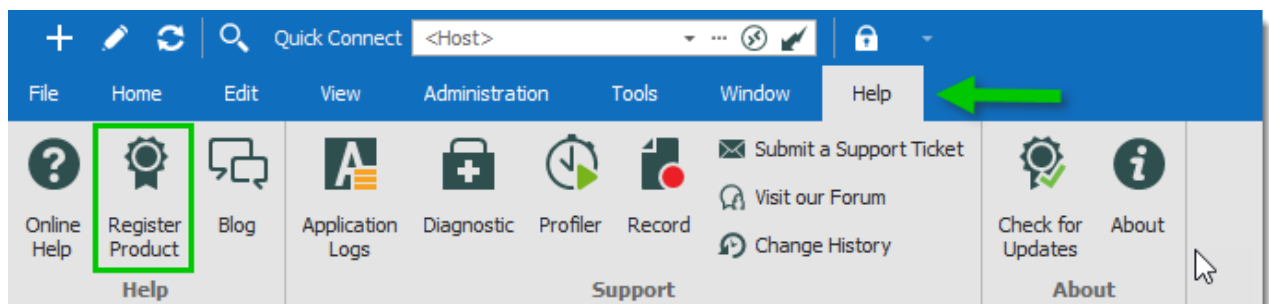 Quick Connect <Host>
File Home Edit View Administration Tools Window Help
Online Help
Register Product
Blog
Application Logs
Diagnostic
Profiler
Record
Submit a Support Ticket
Visit our Forum
Change History
Check for Updates
About
Help Support About